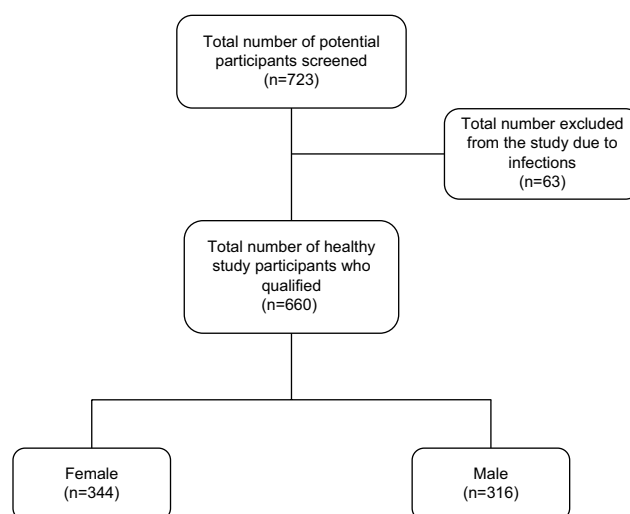 Total number of potential
participants screened
(n=723)
Total number excluded
from the study due to
infections
(n=63)
Total number of healthy
study participants who
qualified
(n=660)
Female
(n=344)
Male
(n=316)